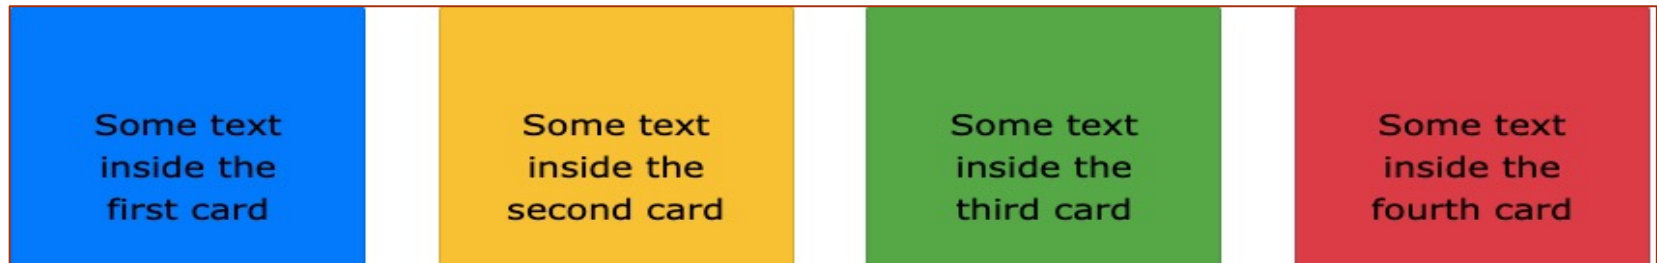 Some text
inside the
first card
Some text
inside the
second card
Some text
inside the
third card
Some text
inside the
fourth card